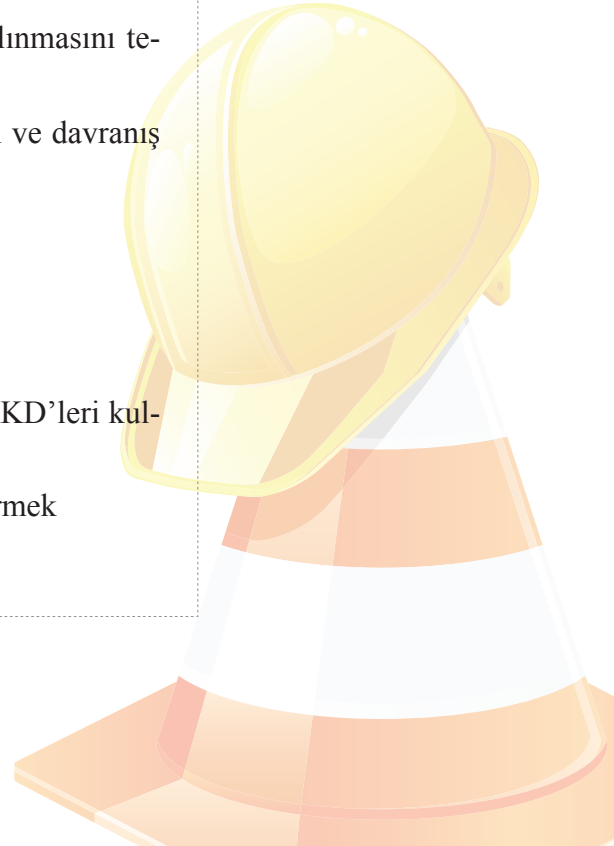 lınmasını te-
ve davranış
KD’leri kul-
rmek